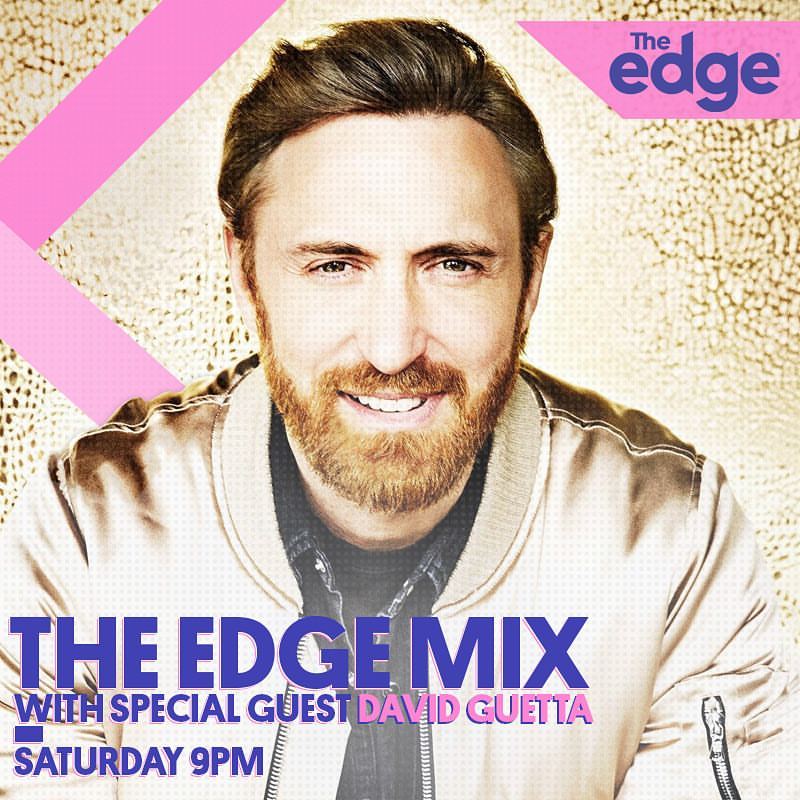 The
edge
THE EDGE MIX
WITH SPECIAL GUEST DAVID GUETTA
SATURDAY 9PM